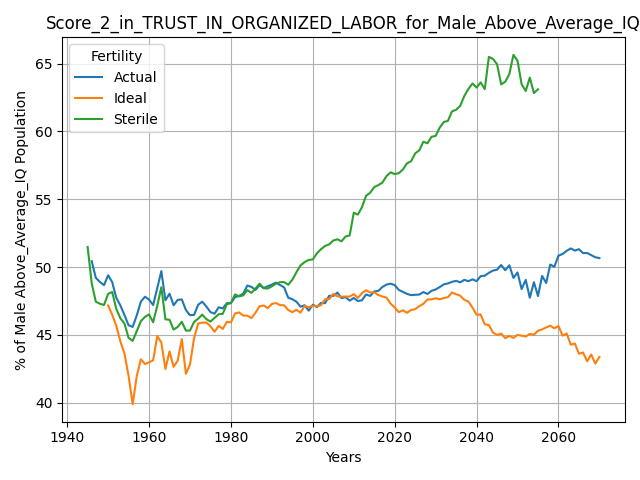 Score_2_in_TRUST_IN_ORGANIZED_LABOR_for_Male_Above_Average_IQ
Fertility
Actual
Ideal
Sterile
% of Male Above_Average_IQ Population
65
60
55
50
45
40
1940
1960
1980
2000
2020
2040
2060
Years